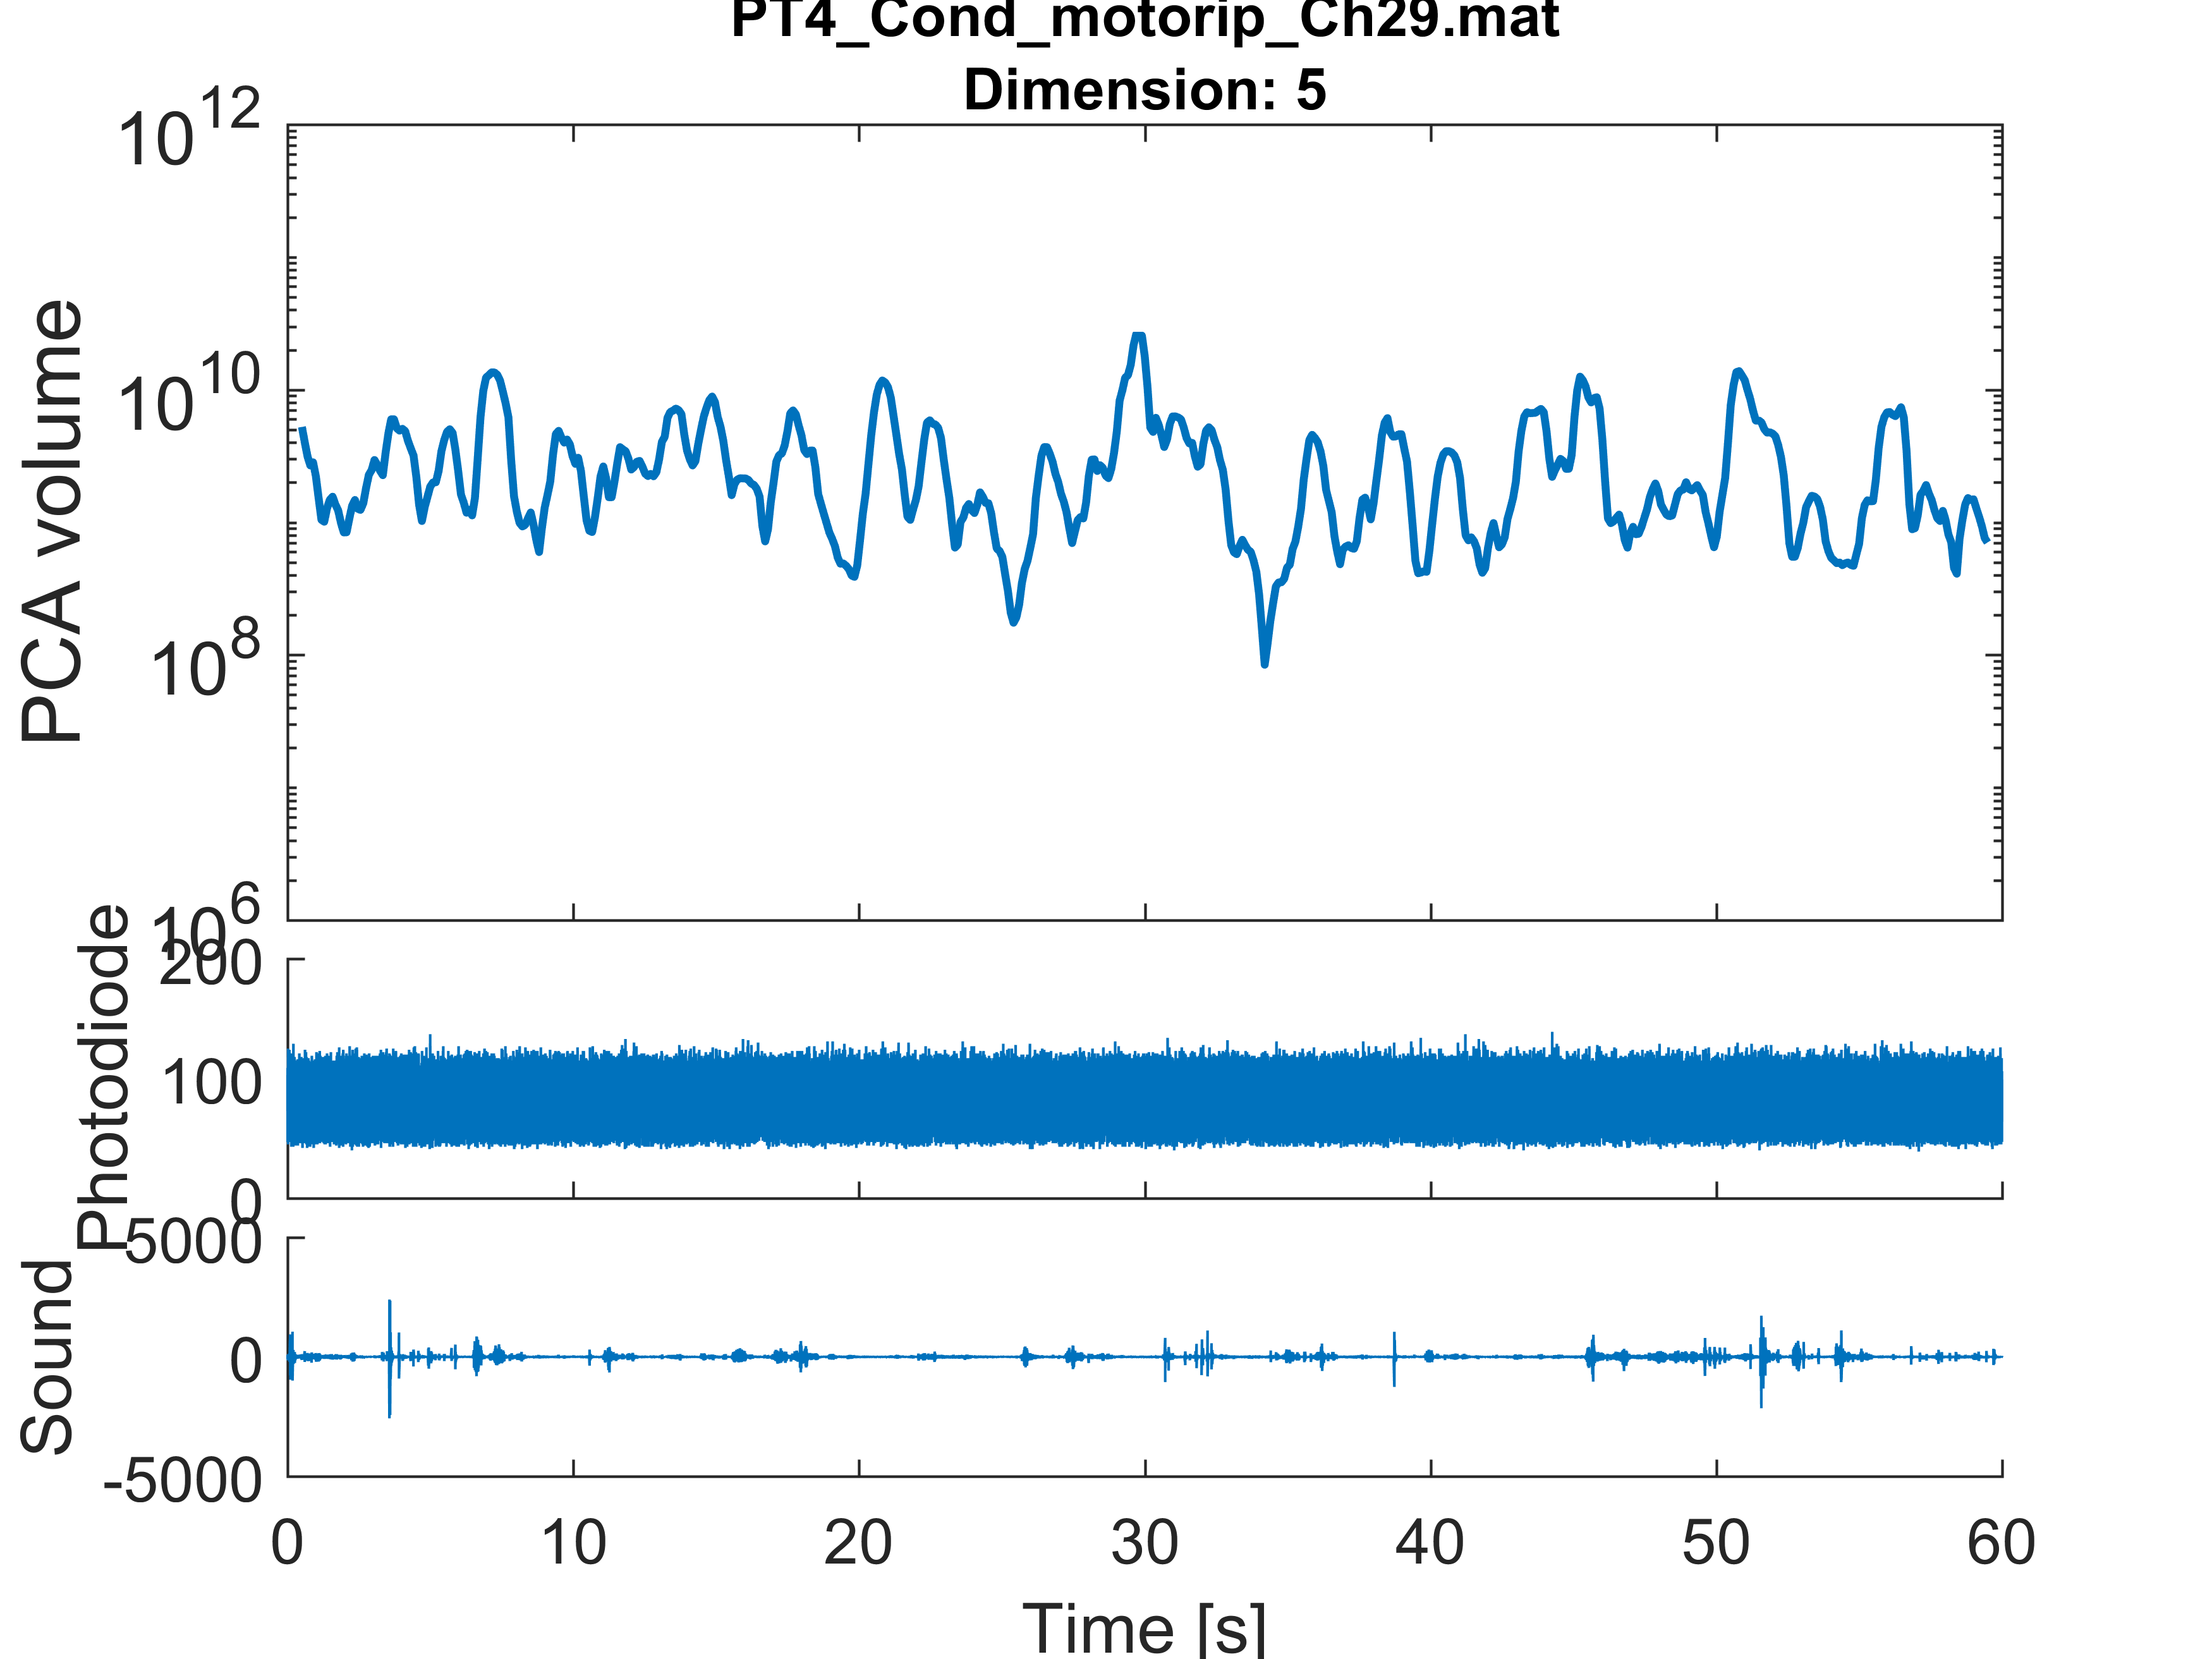 PT4_Cond_motorip_Ch29.mat
Dimension: 5
10^12
10^10
10^8
10^6
PCA volume
200
100
0
Photodiode
5000
0
-5000
Sound
0 10 20 30 40 50 60
Time [s]